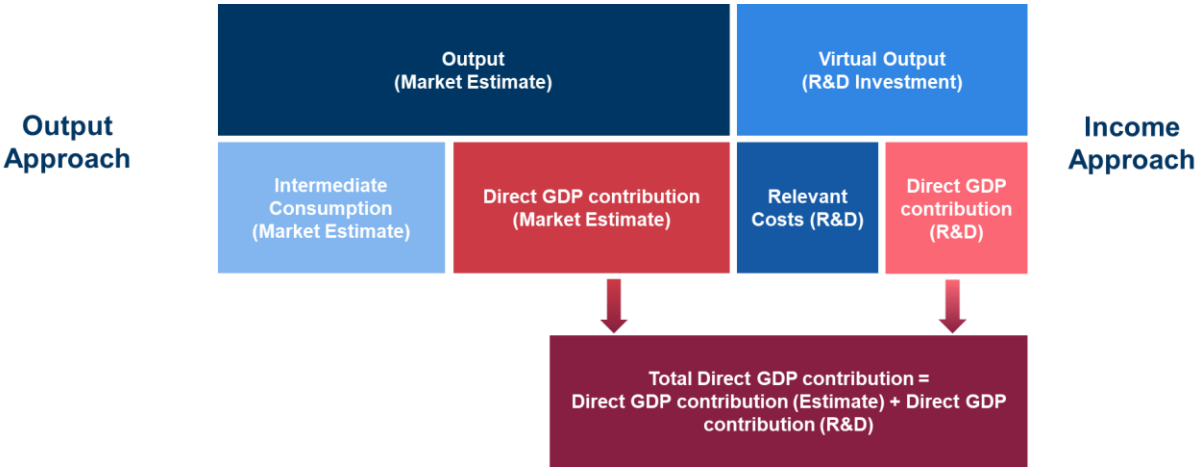 Output
(Market Estimate)
Virtual Output
(R&D Investment)
Output
Approach
Income
Approach
Intermediate
Consumption
(Market Estimate)
Direct GDP contribution
(Market Estimate)
Relevant
Costs (R&D)
Direct GDP
contribution
(R&D)
Total Direct GDP contribution =
Direct GDP contribution (Estimate) + Direct GDP
contribution (R&D)